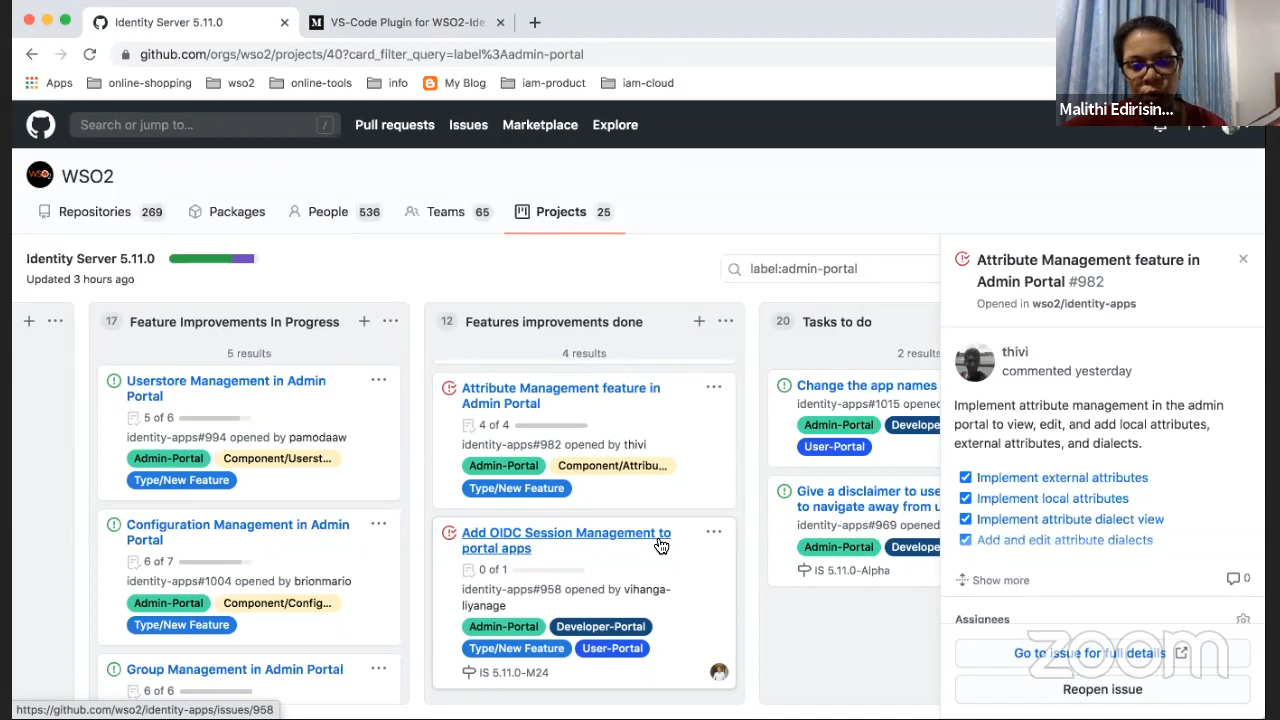 Identity Server 5.11.0
VS-Code Plugin for WSO2-Ide
github.com/orgs/wso2/projects/40?card_filter_query=label%3Aadmin-portal
Apps
online-shopping
wso2
online-tools
info
My Blog
iam-product
iam-cloud
Malithi Edirisin...
Search or jump to...
/
Pull requests
Issues
Marketplace
Explore
WSO2
Repositories 269
Packages
People 536
Teams 65
Projects 25
Identity Server 5.11.0
Updated 3 hours ago
label:admin-portal
17 Feature Improvements In Progress
5 results
Userstore Management in Admin
Portal
5 of 6
identity-apps#994 opened by pamodaaw
Admin-Portal
Component/Userst...
Type/New Feature
Configuration Management in Admin
Portal
6 of 7
identity-apps#1004 opened by brionmario
Admin-Portal
Component/Config...
Type/New Feature
Group Management in Admin Portal
6 of 6
12 Features improvements done
4 results
Attribute Management feature in
Admin Portal
4 of 4
identity-apps#982 opened by thivi
Admin-Portal
Component/Attribu...
Type/New Feature
Add OIDC Session Management to
portal apps
0 of 1
identity-apps#958 opened by vihanga-
liyanage
Admin-Portal
Developer-Portal
Type/New Feature
User-Portal
IS 5.11.0-M24
20 Tasks to do
2 results
Change the app names
identity-apps#1015 opene
Admin-Portal
Develope
User-Portal
Give a disclaimer to use
to navigate away from u
identity-apps#969 opened
Admin-Portal
Develope
IS 5.11.0-Alpha
Attribute Management feature in
Admin Portal #982
Opened in wso2/identity-apps
thivi
commented yesterday
Implement attribute management in the admin
portal to view, edit, and add local attributes,
external attributes, and dialects.
Implement external attributes
Implement local attributes
Implement attribute dialect view
Add and edit attribute dialects
Show more
0
Assignees
Go to issue for full details
Reopen issue
zoom
https://github.com/wso2/identity-apps/issues/958